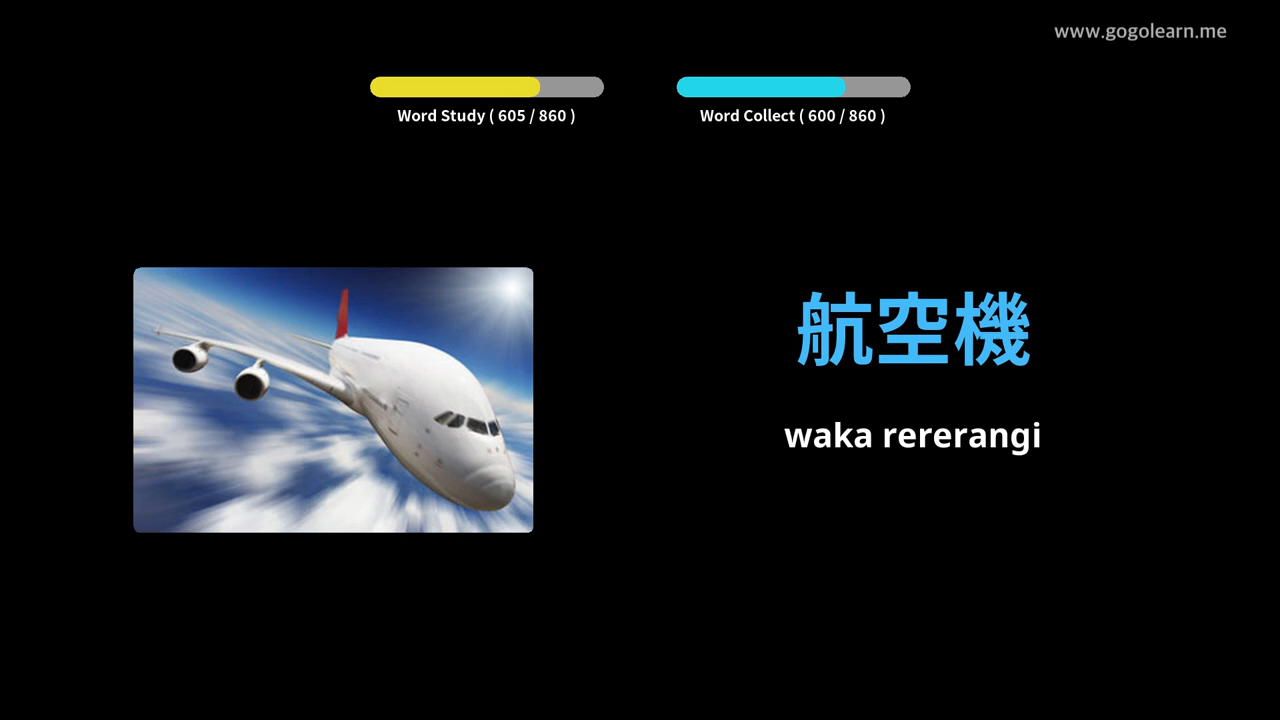 www.gogolearn.me
Word Study ( 605 / 860 )
Word Collect ( 600 / 860 )
航空機
waka rererangi